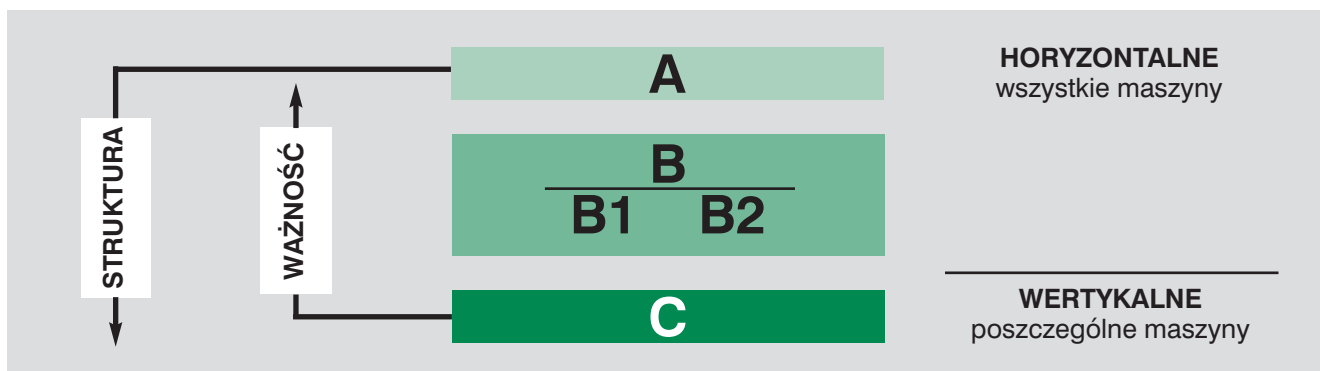 A
HORYZONTALNE
wszystkie maszyny
STRUKTURA
WAŻNOŚĆ
B
B1 B2
C
WERTYKALNE
poszczególne maszyny